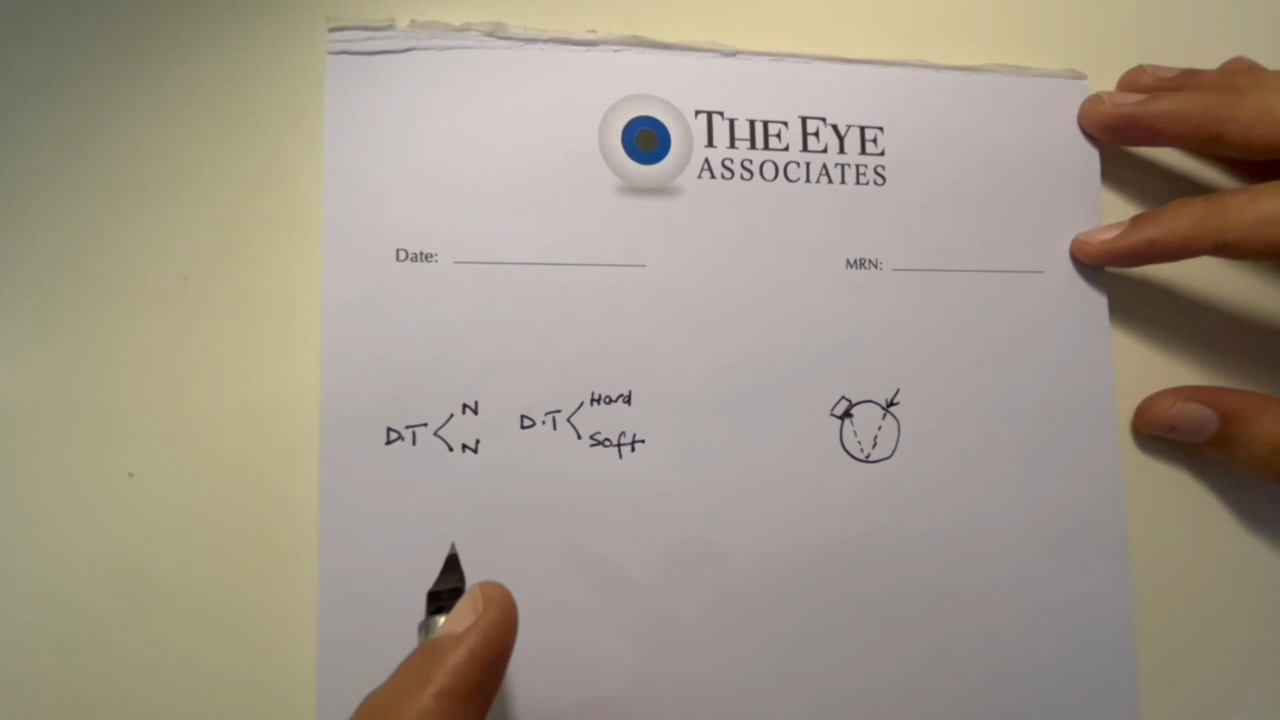 THE EYE
ASSOCIATES
Date:
MRN:
D.T N
N
D.T Hard
Soft